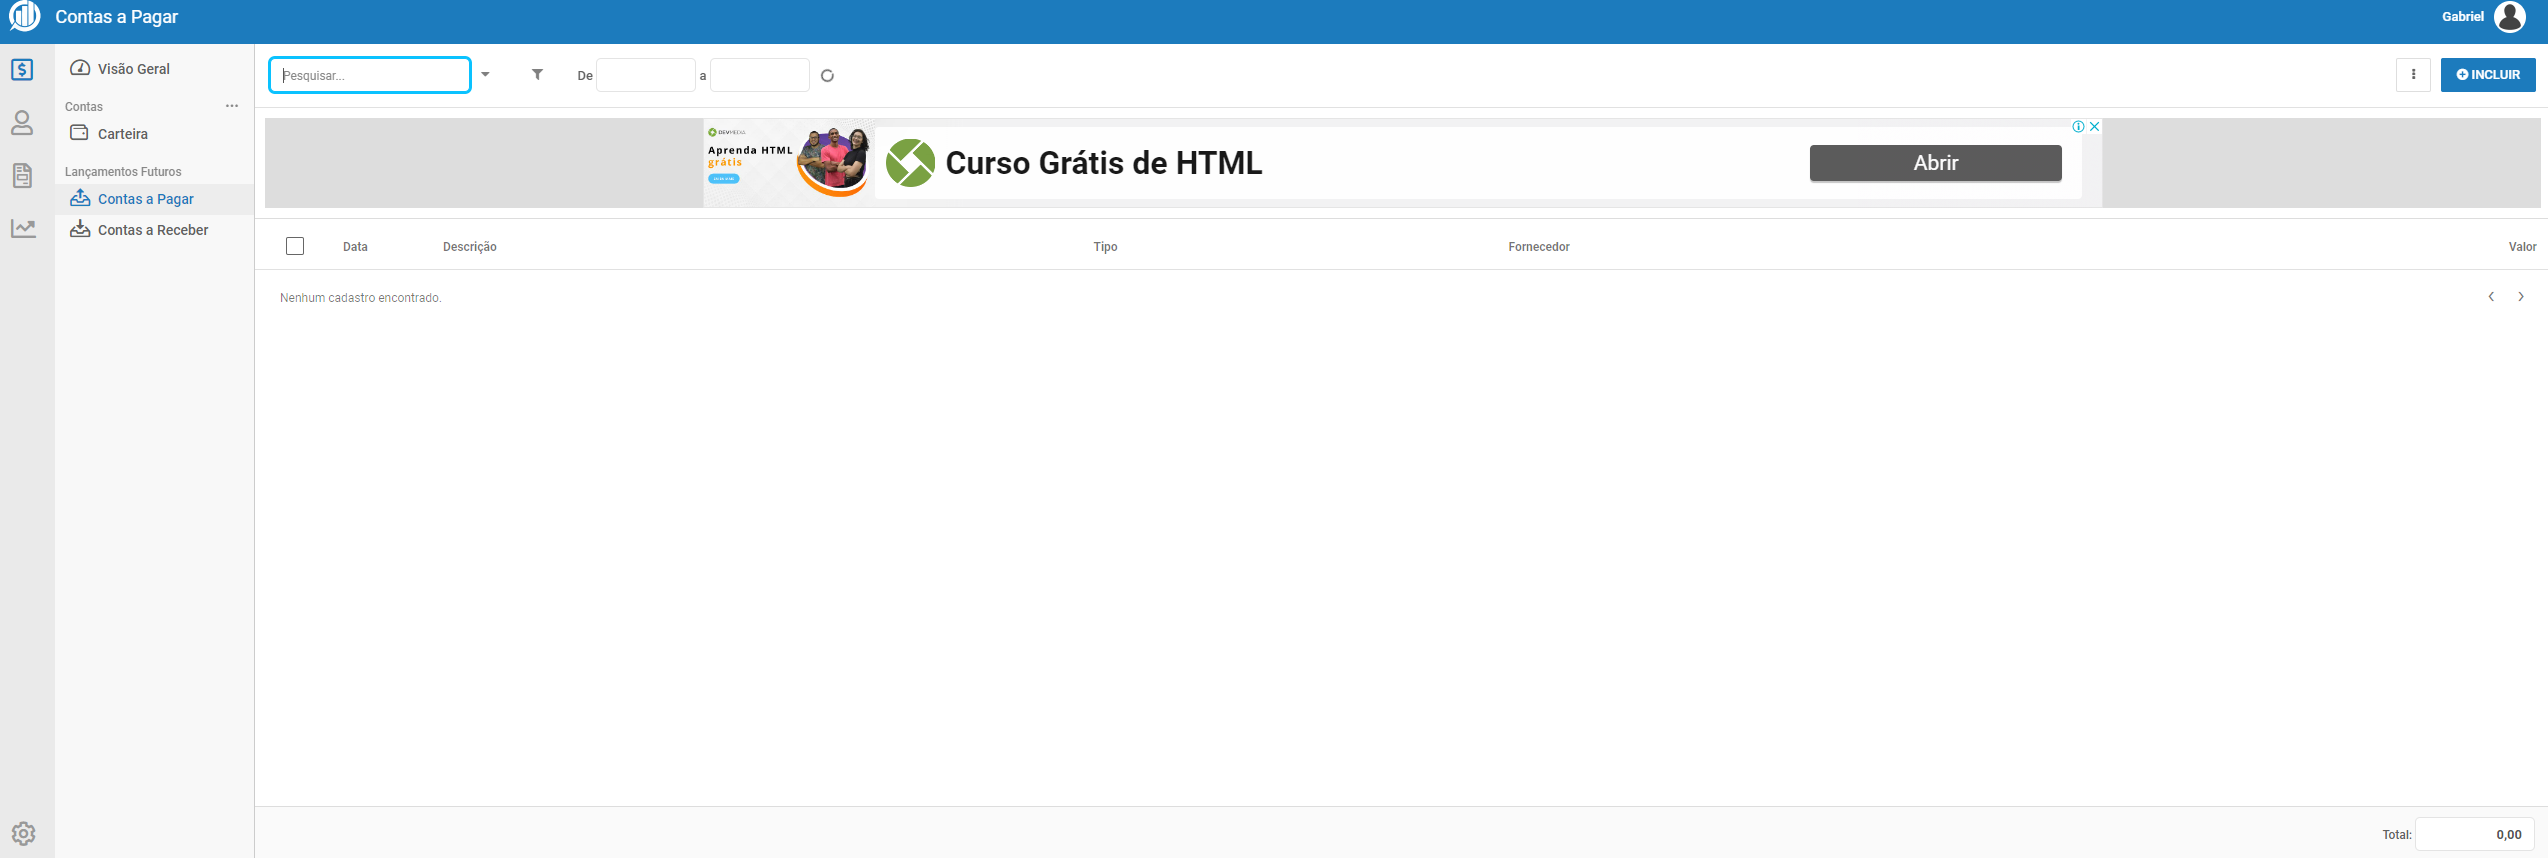 Contas a Pagar
Gabriel
Visão Geral
Contas
Carteira
Lançamentos Futuros
Contas a Pagar
Contas a Receber
Pesquisar...
De
a
INCLUIR
DEVMEDIA
Aprenda HTML
grátis
Curso Grátis de HTML
Abrir
Data Descrição Tipo Fornecedor Valor
Nenhum cadastro encontrado.
Total: 0,00